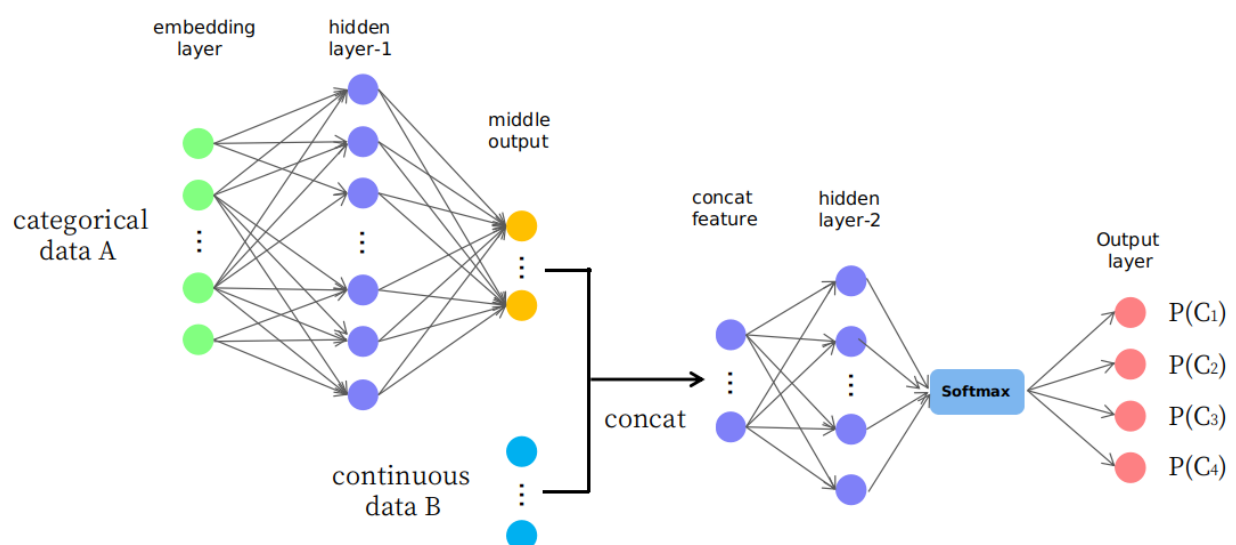 embedding
layer
hidden
layer-1
middle
output
categorical
data A
concat
feature
hidden
layer-2
Output
layer
P(C₁)
P(C₂)
P(C₃)
P(C₄)
Softmax
concat
continuous
data B